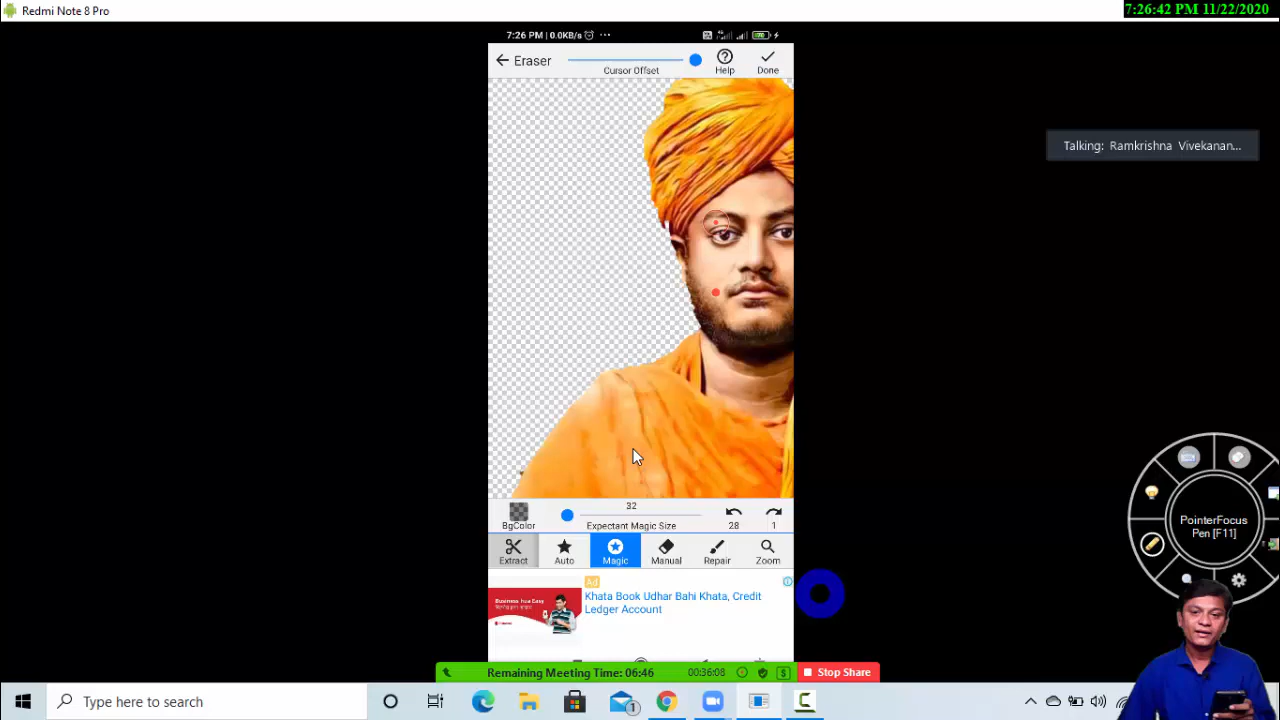 Redmi Note 8 Pro
7:26:42 PM 11/22/2020
7:26 PM | 0.0KB/s
Eraser
Cursor Offset
Help
Done
Talking: Ramkrishna Vivekanan...
32
BgColor
Expectant Magic Size
28
1
Extract
Auto
Magic
Manual
Repair
Zoom
PointerFocus
Pen [F11]
Ad
Khata Book Udhar Bahi Khata, Credit
Ledger Account
Remaining Meeting Time: 06:46
00:36:08
Stop Share
Type here to search
1